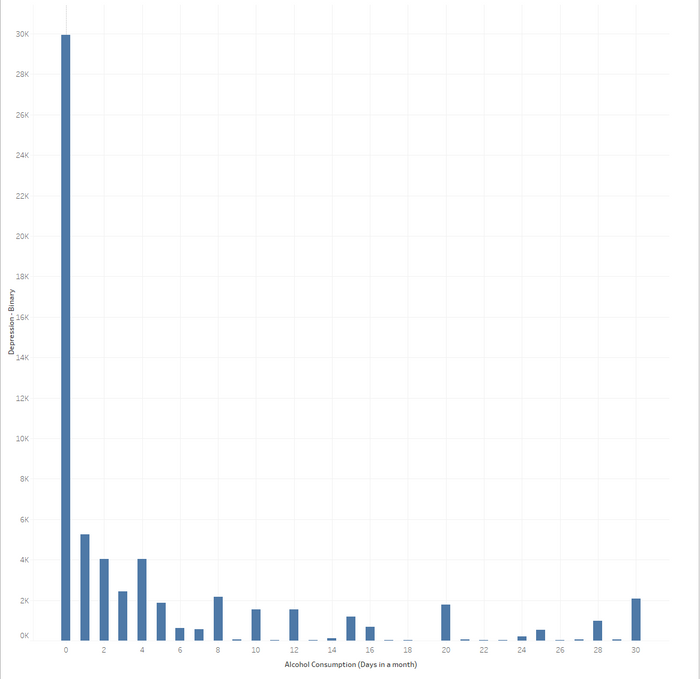 30K
28K
26K
24K
22K
20K
18K
16K
14K
12K
10K
8K
6K
4K
2K
0K
Depression - Binary
0 2 4 6 8 10 12 14 16 18 20 22 24 26 28 30
Alcohol Consumption (Days in a month)